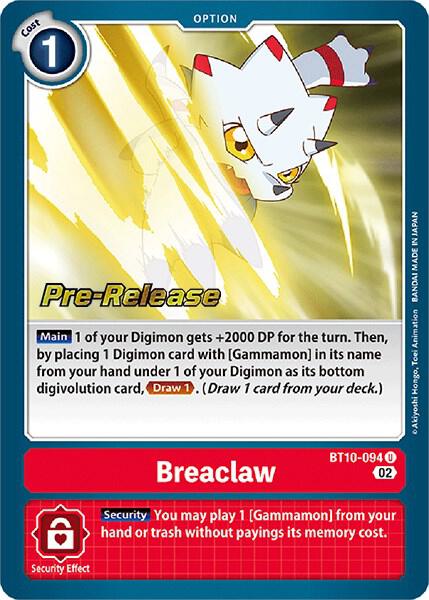 OPTION
Cost
1
Pre-Release
Main 1 of your Digimon gets +2000 DP for the turn. Then,
by placing 1 Digimon card with [Gammamon] in its name
from your hand under 1 of your Digimon as its bottom
digivolution card, Draw 1. (Draw 1 card from your deck.)
©Akiyoshi Hongo, Toei Animation BANDAI MADE IN JAPAN
BT10-094 U
Breaclaw
02
Security You may play 1 [Gammamon] from your
hand or trash without payings its memory cost.
Security Effect